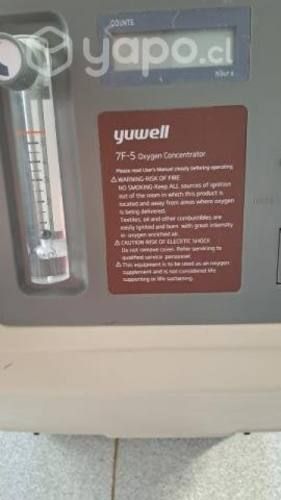 COUNTS
yapo.cl
Hour s
yuwell
7F-5 Oxygen Concentrator
Please read User's Manual closely before operating
⚠WARNING-RISK OF FIRE
NO SMOKING-Keep ALL sources of ignition
out of the room in which this product is
located and away from areas where oxygen
is being delivered.
Textiles, oil and other combustibles are
easily ignited and burn with great intensity
in oxygen enriched air.
⚠CAUTION-RISK OF ELECTRIC SHOCK
Do not remove cover. Refer servicing to
qualified service personnel.
⚠This equipment is to be used as an oxygen
supplement and is not considered life
supporting or life sustaining.